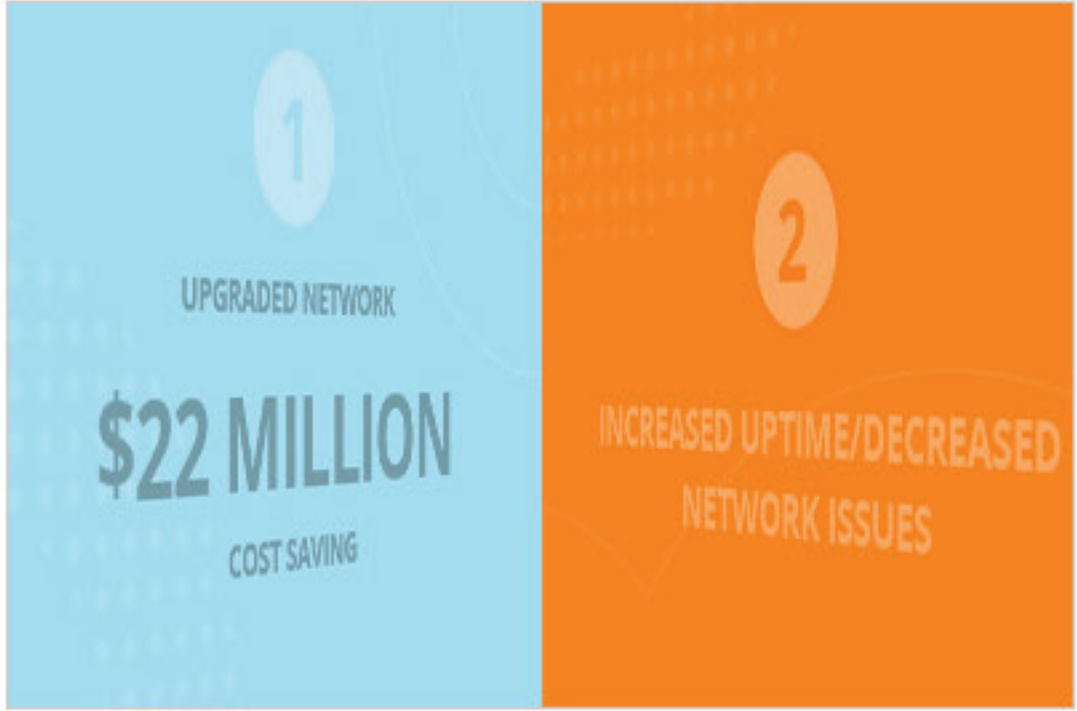 1
UPGRADED NETWORK
$22 MILLION
COST SAVING
2
INCREASED UPTIME/DECREASED
NETWORK ISSUES